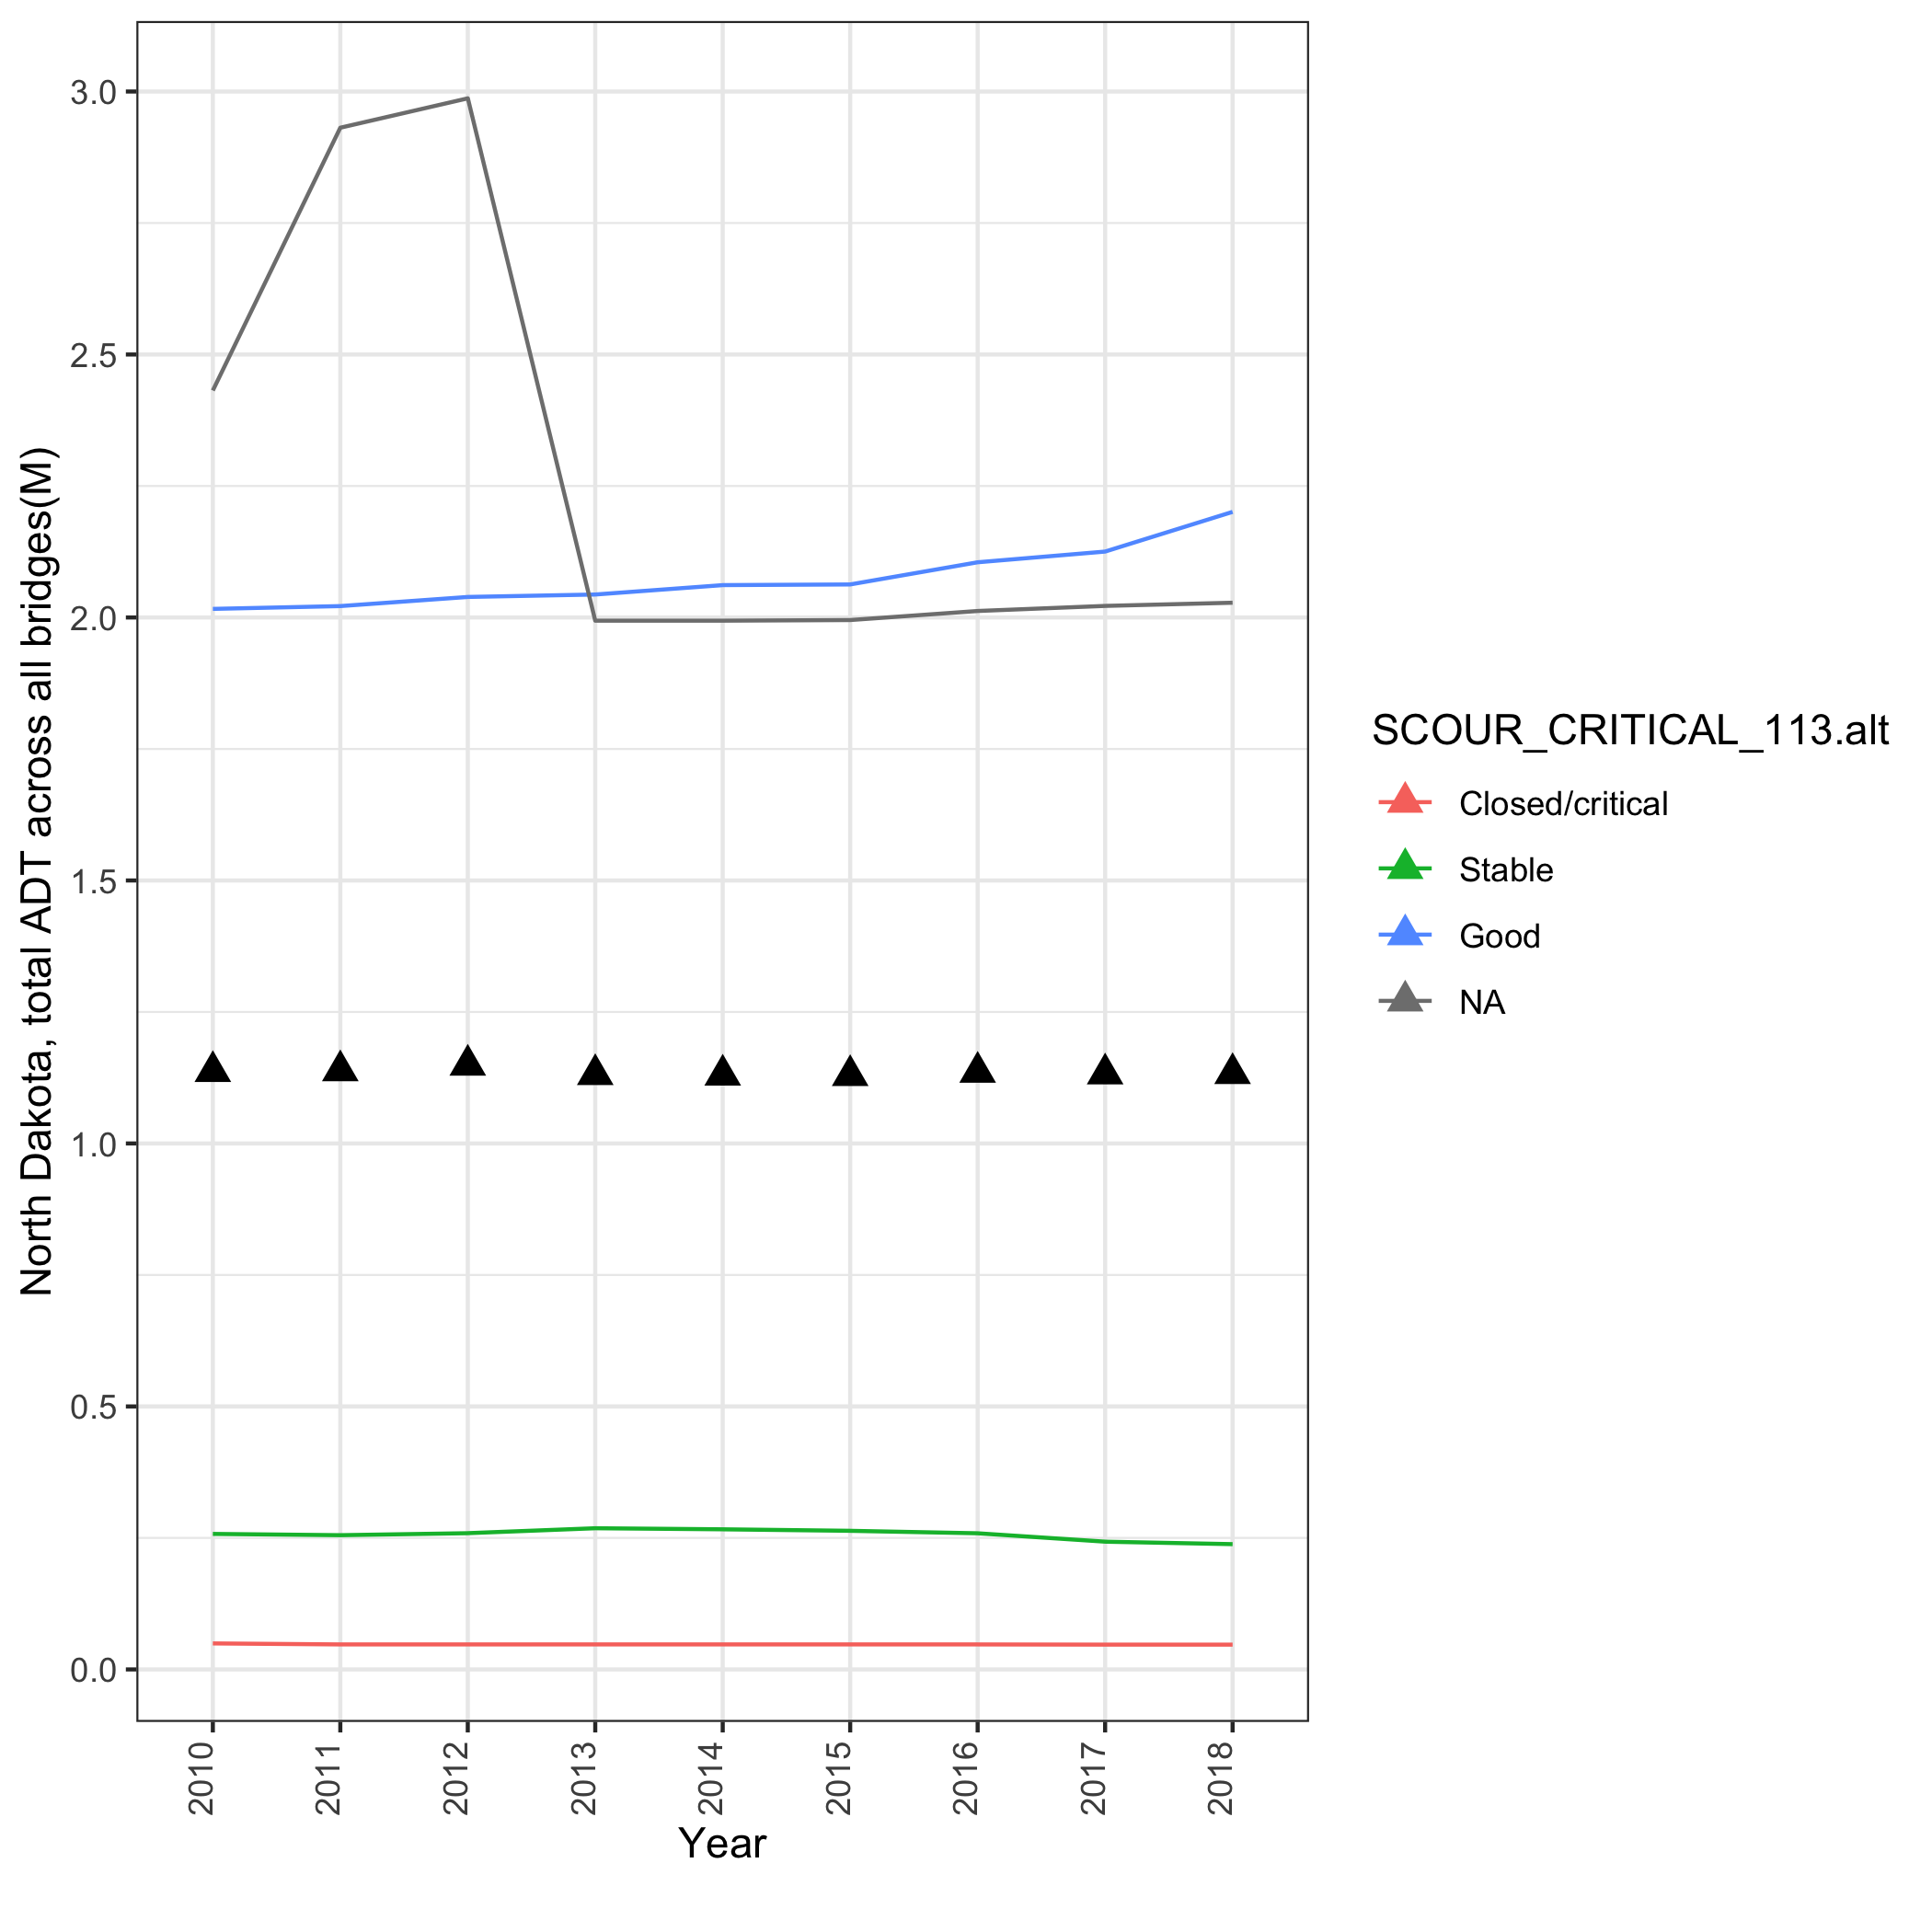 North Dakota, total ADT across all bridges(M)
3.0
2.5
2.0
1.5
1.0
0.5
0.0
2010
2011
2012
2013
2014
2015
2016
2017
2018
Year
SCOUR_CRITICAL_113.alt
Closed/critical
Stable
Good
NA